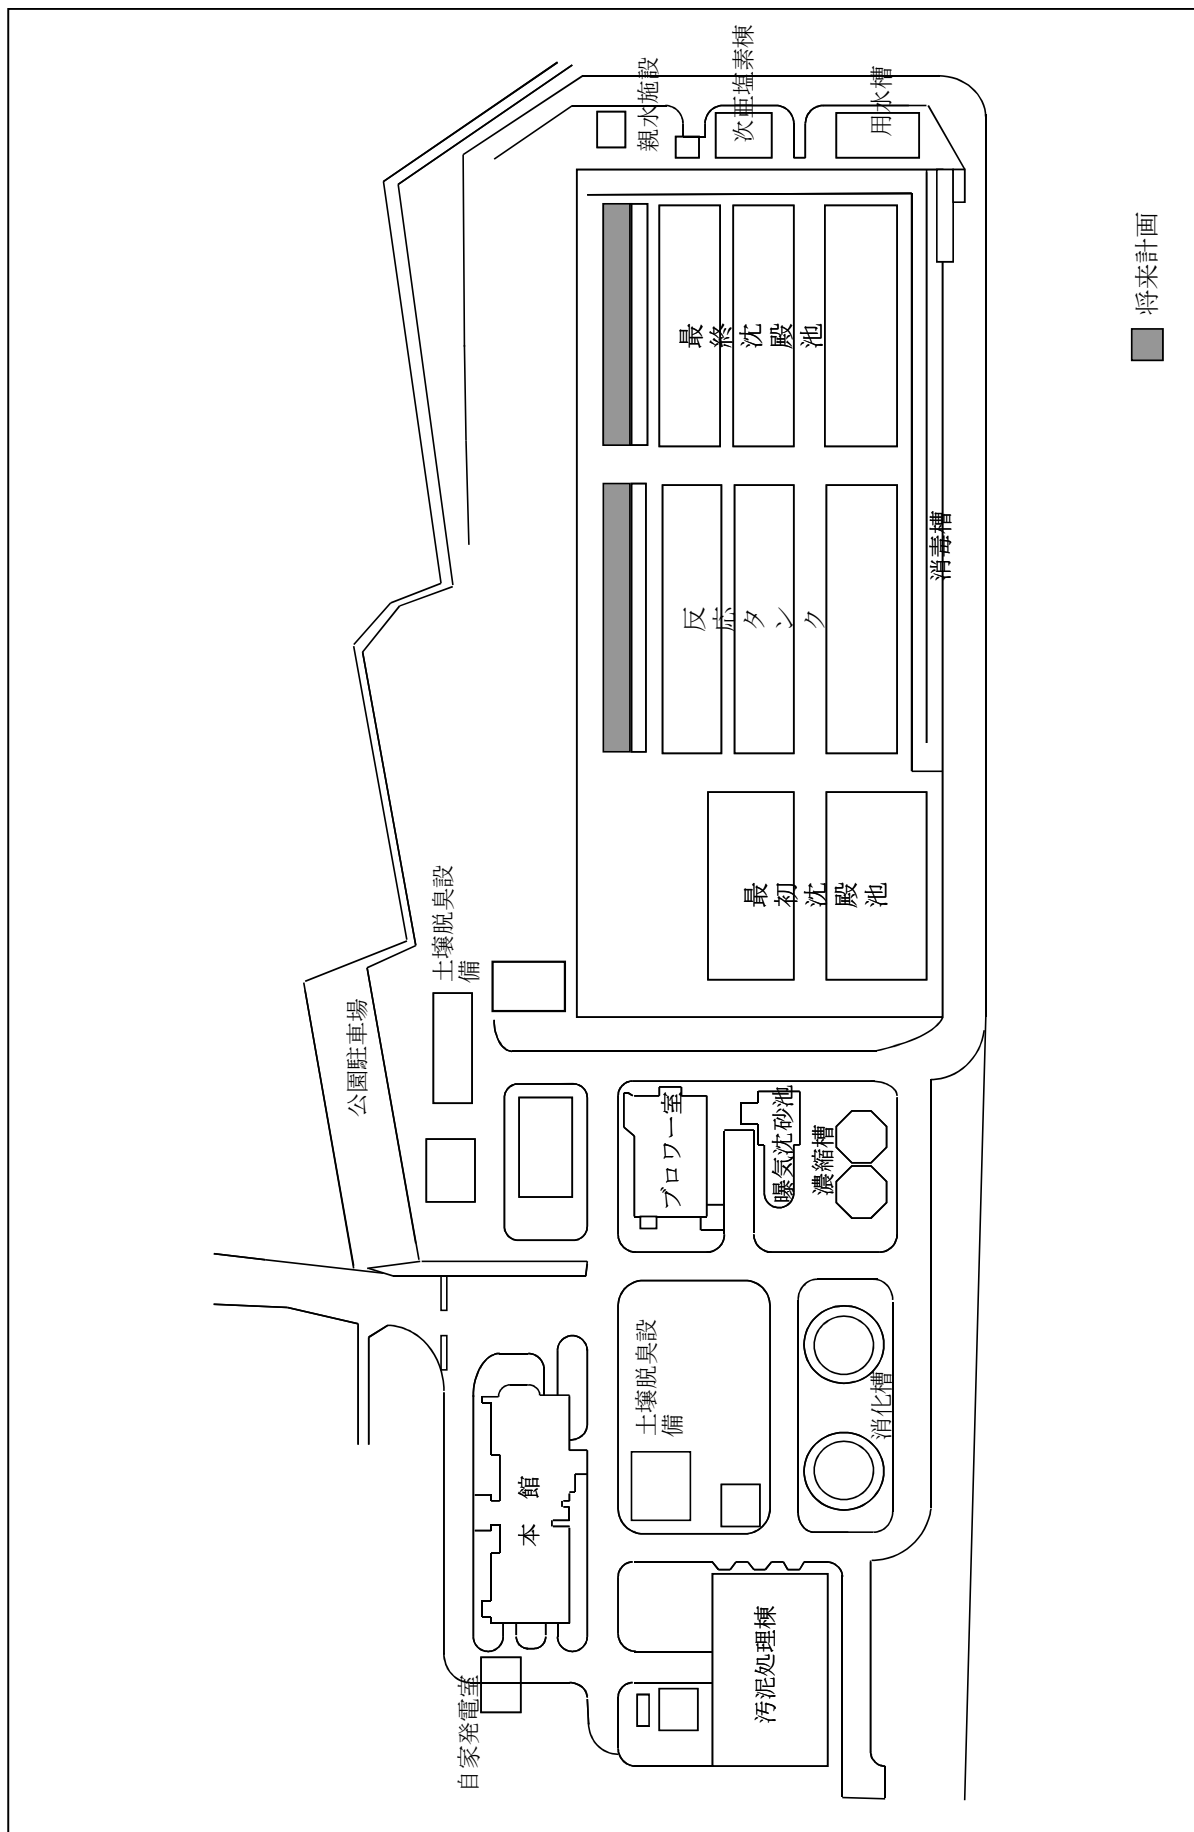 親水施設
次亜塩素棟
用水槽
最終沈殿池
将来計画
反応タンク
消毒槽
最初沈殿池
土壌脱臭設
備
公園駐車場
ブロワー室
曝気沈砂池
濃縮槽
土壌脱臭設
備
消化槽
本館
汚泥処理棟
自家発電室